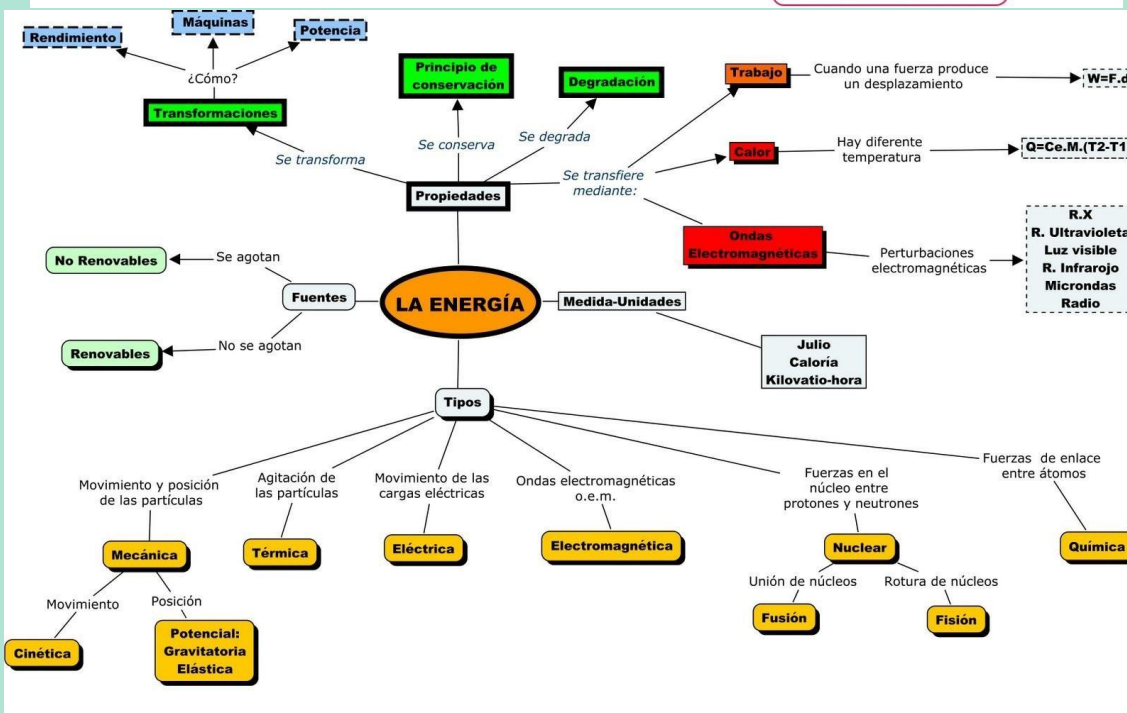 Rendimiento
Máquinas
Potencia
¿Cómo?
Transformaciones
Se transforma
Principio de
conservación
Se conserva
Degradación
Se degrada
Propiedades
Se transfiere
mediante:
Trabajo
Cuando una fuerza produce
un desplazamiento
W=F.d
Calor
Hay diferente
temperatura
Q=Ce.M.(T2-T1
Ondas
Electromagnéticas
Perturbaciones
electromagnéticas
R.X
R. Ultravioleta
Luz visible
R. Infrarojo
Microndas
Radio
No Renovables
Se agotan
Fuentes
No se agotan
Renovables
LA ENERGÍA
Medida-Unidades
Julio
Caloría
Kilovatio-hora
Tipos
Movimiento y posición
de las partículas
Mecánica
Movimiento
Cinética
Posición
Potencial:
Gravitatoria
Elástica
Agitación de
las partículas
Térmica
Movimiento de las
cargas eléctricas
Eléctrica
Ondas electromagnéticas
o.e.m.
Electromagnética
Fuerzas en el
núcleo entre
protones y neutrones
Nuclear
Unión de núcleos
Fusión
Rotura de núcleos
Fisión
Fuerzas de enlace
entre átomos
Química